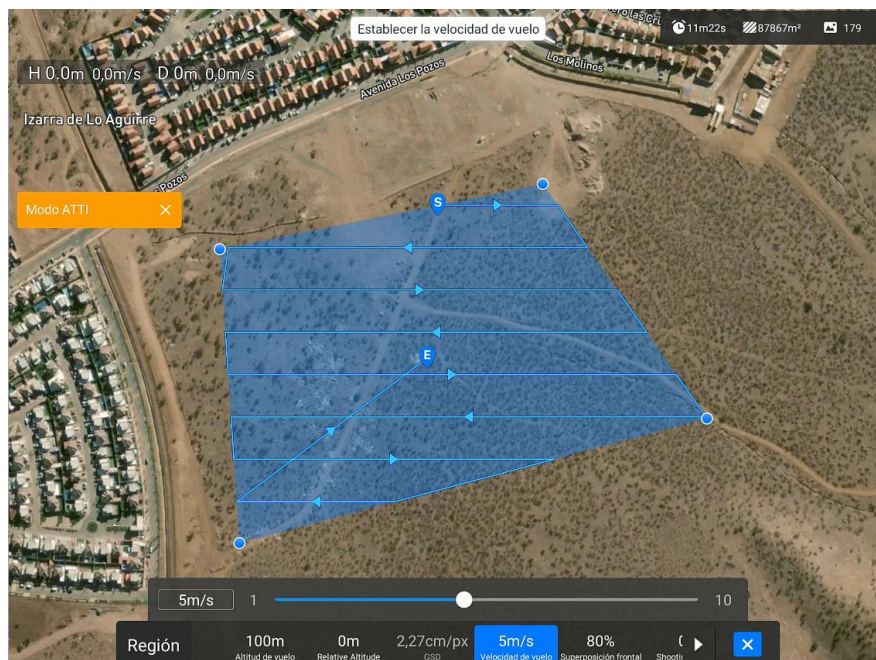 Establecer la velocidad de vuelo
11m22s 87867m² 179
H 0.0m 0,0m/s D 0m 0,0m/s
Los Molinos
Avenida Los Pozos
Izarra de Lo Aguirre
Pozos
Modo ATTI
S
E
5m/s 1 10
Región
100m 0m 2,27cm/px 5m/s 80%
Altitud de vuelo Relative Altitude GSD Velocidad de vuelo Superposición frontal Shooti